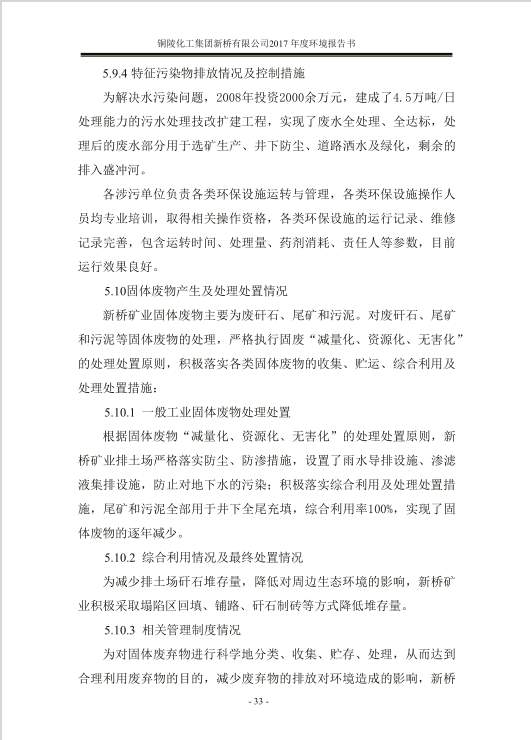 铜陵化工集团新桥有限公司2017 年度环境报告书
5.9.4 特征污染物排放情况及控制措施
为解决水污染问题，2008年投资2000余万元，建成了4.5万吨/日
处理能力的污水处理技改扩建工程，实现了废水全处理、全达标，处
理后的废水部分用于选矿生产、井下防尘、道路洒水及绿化，剩余的
排入盛冲河。
各涉污单位负责各类环保设施运转与管理，各类环保设施操作人
员均专业培训，取得相关操作资格，各类环保设施的运行记录、维修
记录完善，包含运转时间、处理量、药剂消耗、责任人等参数，目前
运行效果良好。
5.10固体废物产生及处理处置情况
新桥矿业固体废物主要为废矸石、尾矿和污泥。对废矸石、尾矿
和污泥等固体废物的处理，严格执行固废“减量化、资源化、无害化”
的处理处置原则，积极落实各类固体废物的收集、贮运、综合利用及
处理处置措施：
5.10.1 一般工业固体废物处理处置
根据固体废物“减量化、资源化、无害化”的处理处置原则，新
桥矿业排土场严格落实防尘、防渗措施，设置了雨水导排设施、渗滤
液集排设施，防止对地下水的污染；积极落实综合利用及处理处置措
施，尾矿和污泥全部用于井下全尾充填，综合利用率100%，实现了固
体废物的逐年减少。
5.10.2 综合利用情况及最终处置情况
为减少排土场矸石堆存量，降低对周边生态环境的影响，新桥矿
业积极采取塌陷区回填、铺路、矸石制砖等方式降低堆存量。
5.10.3 相关管理制度情况
为对固体废弃物进行科学地分类、收集、贮存、处理，从而达到
合理利用废弃物的目的，减少废弃物的排放对环境造成的影响，新桥
- 33 -